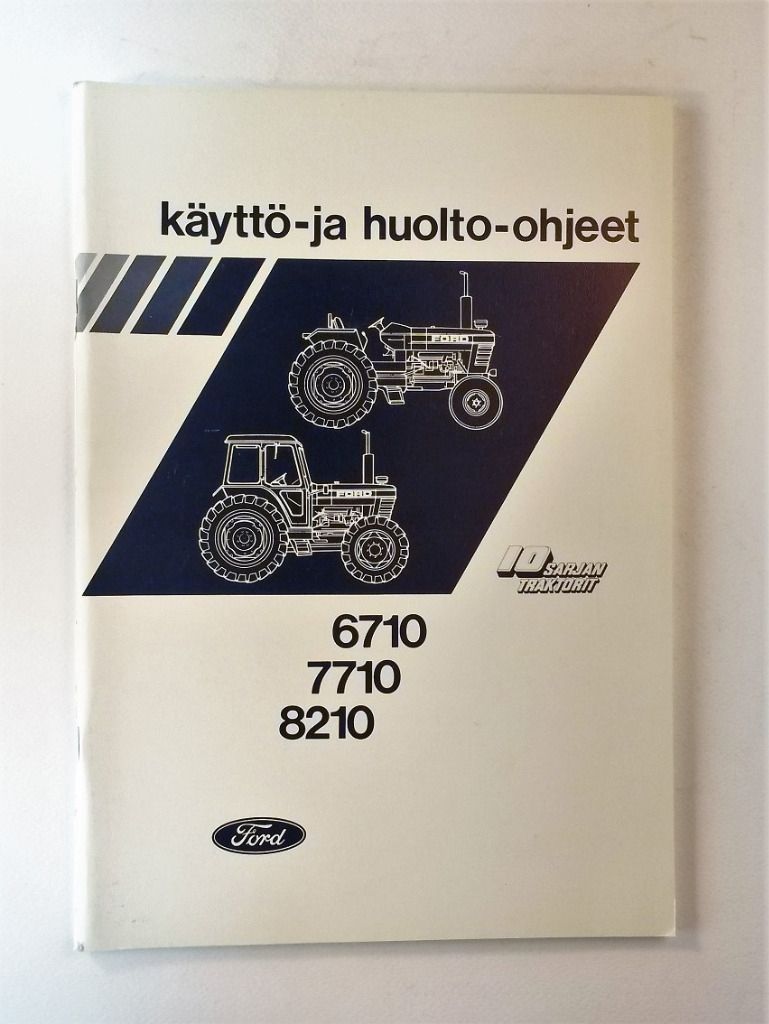 käyttö-ja huolto-ohjeet
FORD
FORD
10 SARJAN
TRAKTORIT
6710
7710
8210
Ford